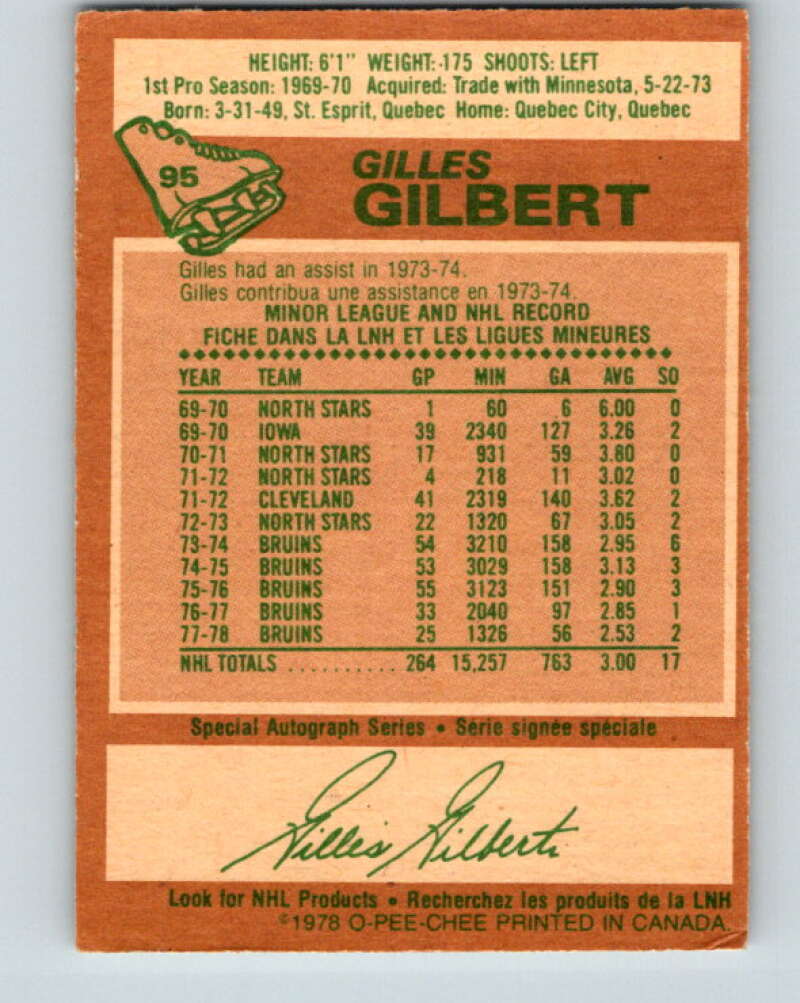 HEIGHT: 6'1" WEIGHT: 175 SHOOTS: LEFT
1st Pro Season: 1969-70 Acquired: Trade with Minnesota, 5-22-73
Born: 3-31-49, St. Esprit, Quebec Home: Quebec City, Quebec
95
GILLES
GILBERT
Gilles had an assist in 1973-74.
Gilles contribua une assistance en 1973-74.
MINOR LEAGUE AND NHL RECORD
FICHE DANS LA LNH ET LES LIGUES MINEURES
YEAR TEAM GP MIN GA AVG SO
69-70 NORTH STARS 1 60 6 6.00 0
69-70 IOWA 39 2340 127 3.26 2
70-71 NORTH STARS 17 931 59 3.80 0
71-72 NORTH STARS 4 218 11 3.02 0
71-72 CLEVELAND 41 2319 140 3.62 2
72-73 NORTH STARS 22 1320 67 3.05 2
73-74 BRUINS 54 3210 158 2.95 6
74-75 BRUINS 53 3029 158 3.13 3
75-76 BRUINS 55 3123 151 2.90 3
76-77 BRUINS 33 2040 97 2.85 1
77-78 BRUINS 25 1326 56 2.53 2
NHL TOTALS .......... 264 15,257 763 3.00 17
Special Autograph Series • Serie signée spéciale
Gilles Gilbert
Look for NHL Products • Recherchez les produits de la LNH
©1978 O-PEE-CHEE PRINTED IN CANADA.